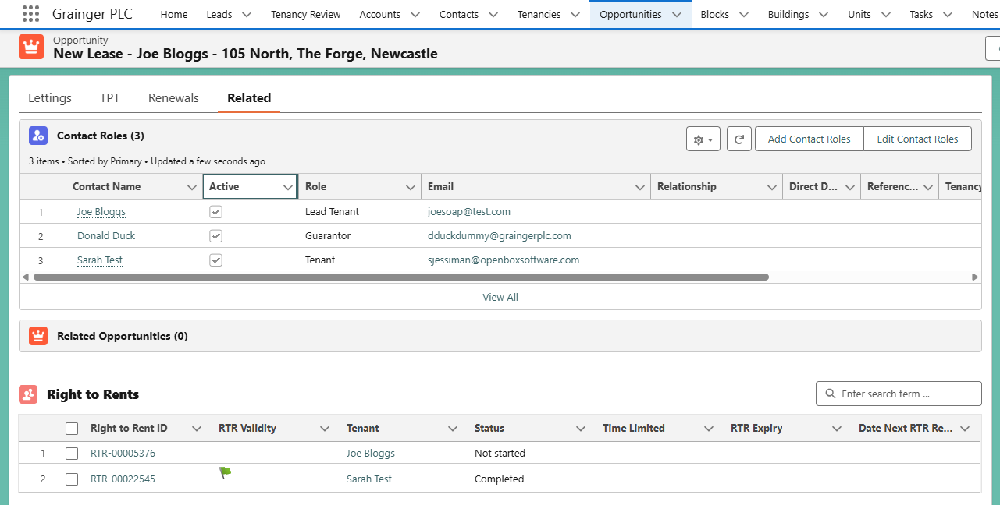 Grainger PLC Home Leads Tenancy Review Accounts Contacts Tenancies Opportunities Blocks Buildings Units Tasks Notes
Opportunity
New Lease - Joe Bloggs - 105 North, The Forge, Newcastle
Lettings TPT Renewals Related
Contact Roles (3) Add Contact Roles Edit Contact Roles
3 items • Sorted by Primary • Updated a few seconds ago
Contact Name Active Role Email Relationship Direct D... Referenc... Tenancy
1 Joe Bloggs Lead Tenant joesoap@test.com
2 Donald Duck Guarantor dduckdummy@graingerplc.com
3 Sarah Test Tenant sjessiman@openboxsoftware.com
View All
Related Opportunities (0)
Right to Rents Enter search term ...
Right to Rent ID RTR Validity Tenant Status Time Limited RTR Expiry Date Next RTR Re...
1 RTR-00005376 Joe Bloggs Not started
2 RTR-00022545 Sarah Test Completed